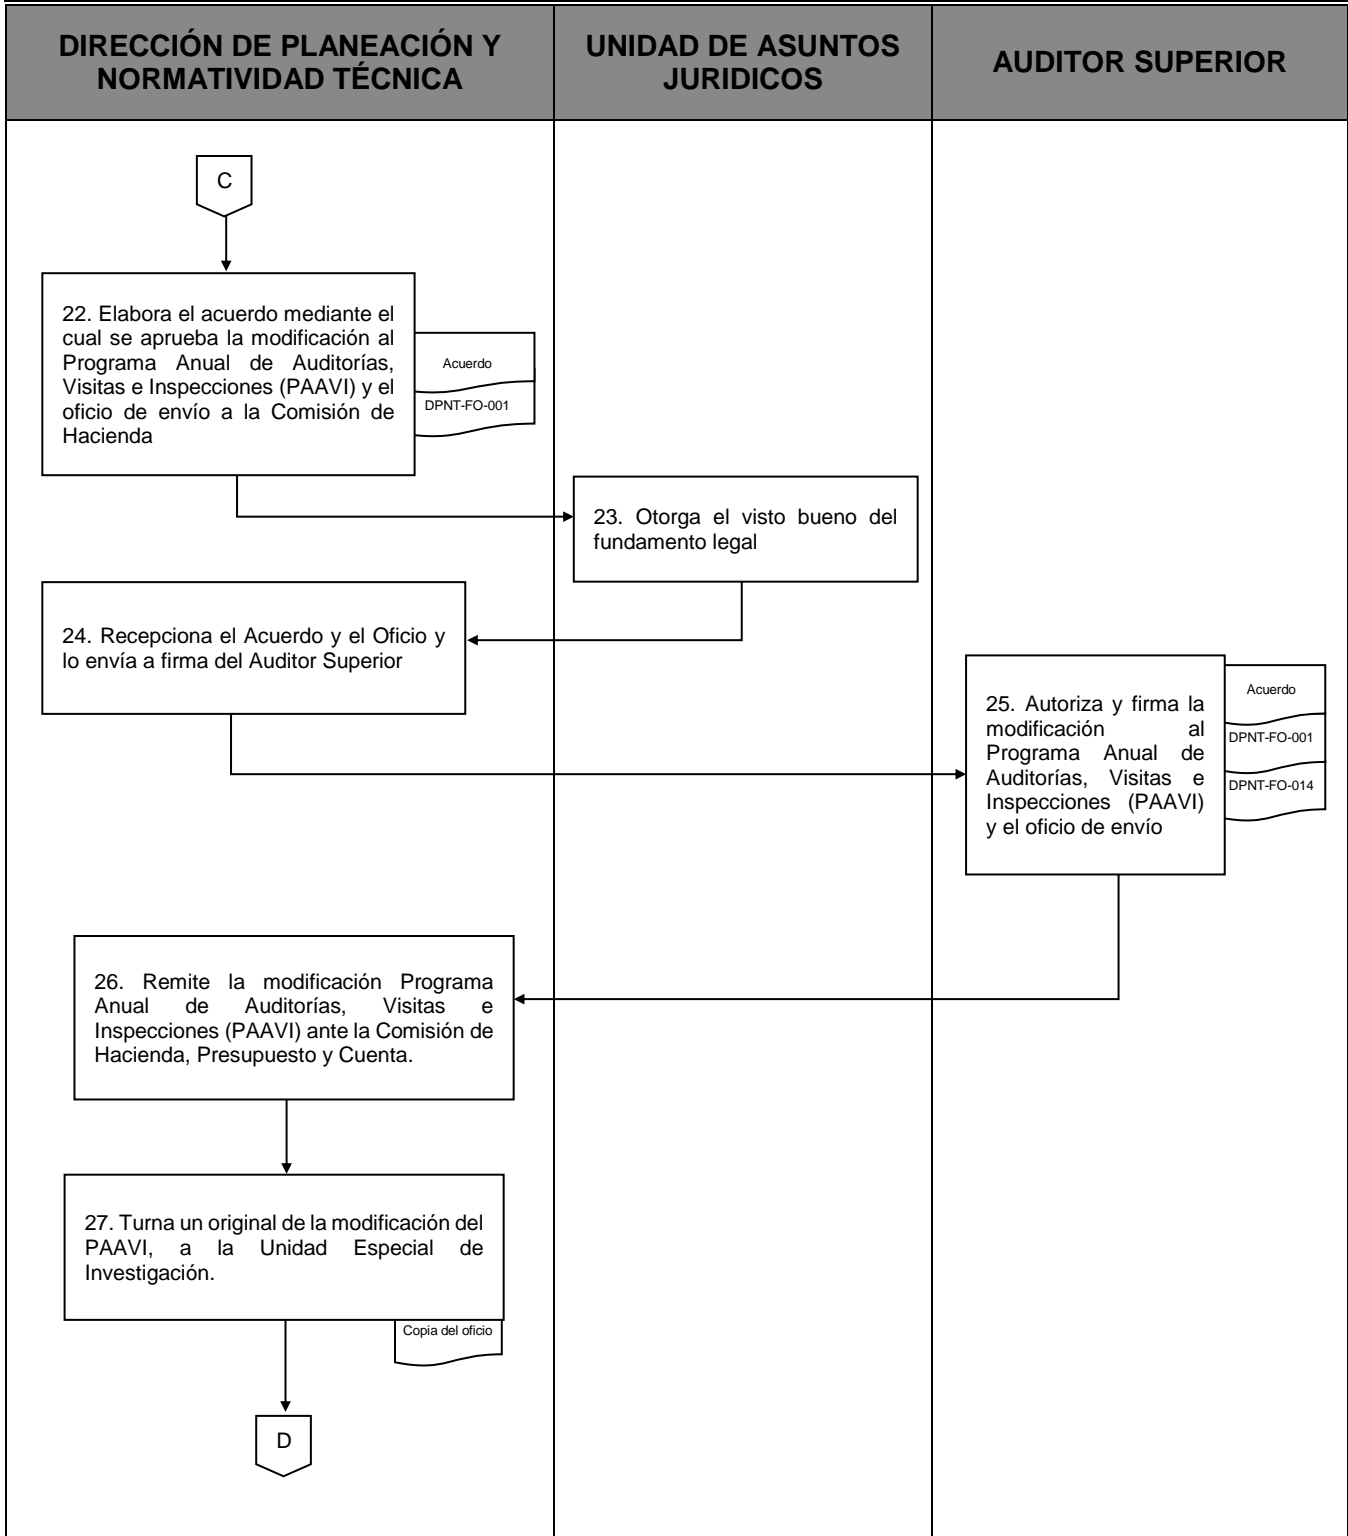 DIRECCIÓN DE PLANEACIÓN Y
NORMATIVIDAD TÉCNICA
UNIDAD DE ASUNTOS
JURIDICOS
AUDITOR SUPERIOR
C
22. Elabora el acuerdo mediante el
cual se aprueba la modificación al
Programa Anual de Auditorías,
Visitas e Inspecciones (PAAVI) y el
oficio de envío a la Comisión de
Hacienda
Acuerdo
DPNT-FO-001
23. Otorga el visto bueno del
fundamento legal
24. Recepciona el Acuerdo y el Oficio y
lo envía a firma del Auditor Superior
25. Autoriza y firma la
modificación al
Programa Anual de
Auditorías, Visitas e
Inspecciones (PAAVI)
y el oficio de envío
Acuerdo
DPNT-FO-001
DPNT-FO-014
26. Remite la modificación Programa
Anual de Auditorías, Visitas e
Inspecciones (PAAVI) ante la Comisión de
Hacienda, Presupuesto y Cuenta.
27. Turna un original de la modificación del
PAAVI, a la Unidad Especial de
Investigación.
Copia del oficio
D